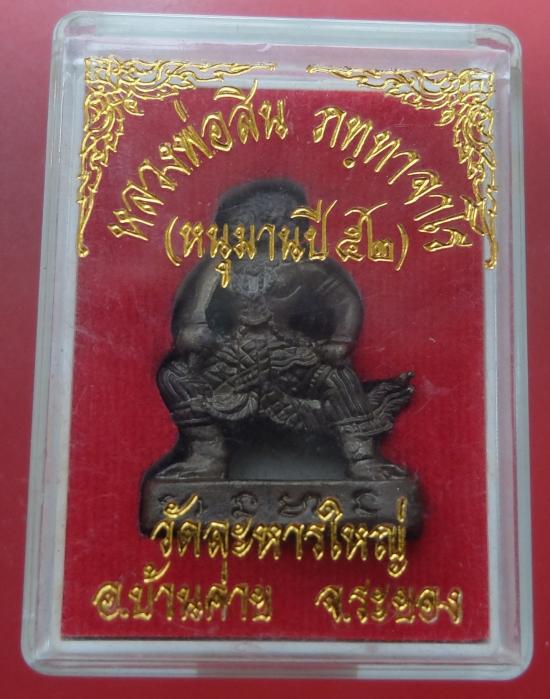 หลวงพ่อสิน ภทฺทาจาโร
(หนุมานปี ๕๒)
วัดละหารใหญ่
อ.บ้านค่าย จ.ระยอง